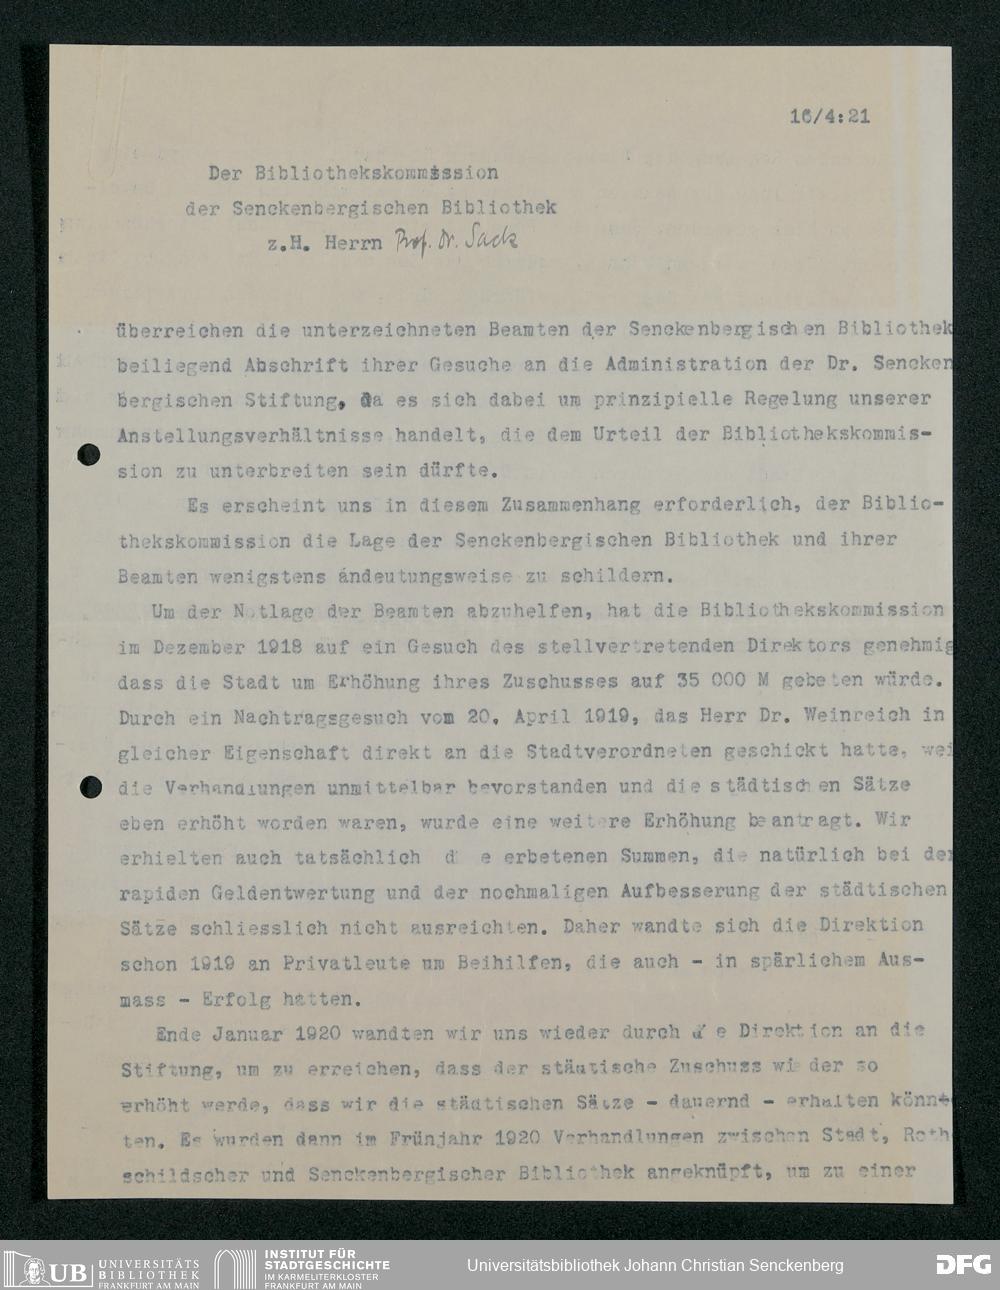 16/4:21
Der Bibliothekskommission
der Senckenbergischen Bibliothek
z.H. Herrn Prof. Dr. Sack
überreichen die unterzeichneten Beamten der Senckenbergischen Bibliothek
beiliegend Abschrift ihrer Gesuche an die Administration der Dr. Sencken
bergischen Stiftung, da es sich dabei um prinzipielle Regelung unserer
Anstellungsverhältnisse handelt, die dem Urteil der Bibliothekskommis-
sion zu unterbreiten sein dürfte.
Es erscheint uns in diesem Zusammenhang erforderlich, der Biblio-
thekskommission die Lage der Senckenbergischen Bibliothek und ihrer
Beamten wenigstens andeutungsweise zu schildern.
Um der Notlage der Beamten abzuhelfen, hat die Bibliothekskommission
im Dezember 1918 auf ein Gesuch des stellvertretenden Direktors genehmig
dass die Stadt um Erhöhung ihres Zuschusses auf 35 000 M gebeten würde.
Durch ein Nachtragsgesuch vom 20. April 1919, das Herr Dr. Weinreich in
gleicher Eigenschaft direkt an die Stadtverordneten geschickt hatte, wei
die Verhandlungen unmittelbar bevorstanden und die städtischen Sätze
eben erhöht worden waren, wurde eine weitere Erhöhung beantragt. Wir
erhielten auch tatsächlich die erbetenen Summen, die natürlich bei der
rapiden Geldentwertung und der nochmaligen Aufbesserung der städtischen
Sätze schliesslich nicht ausreichten. Daher wandte sich die Direktion
schon 1919 an Privatleute um Beihilfen, die auch - in spärlichem Aus-
mass - Erfolg hatten.
Ende Januar 1920 wandten wir uns wieder durch die Direktion an die
Stiftung, um zu erreichen, dass der städtische Zuschuss wieder so
erhöht werde, dass wir die städtischen Sätze - dauernd - erhalten könn-
ten. Es wurden dann im Frünjahr 1920 Verhandlungen zwischen Stadt, Roth
schildscher und Senckenbergischer Bibliothek angeknüpft, um zu einer
UB UNIVERSITÄTS
BIBLIOTHEK
FRANKFURT AM MAIN
INSTITUT FÜR
STADTGESCHICHTE
IM KARMELITERKLOSTER
FRANKFURT AM MAIN
Universitätsbibliothek Johann Christian Senckenberg
DFG